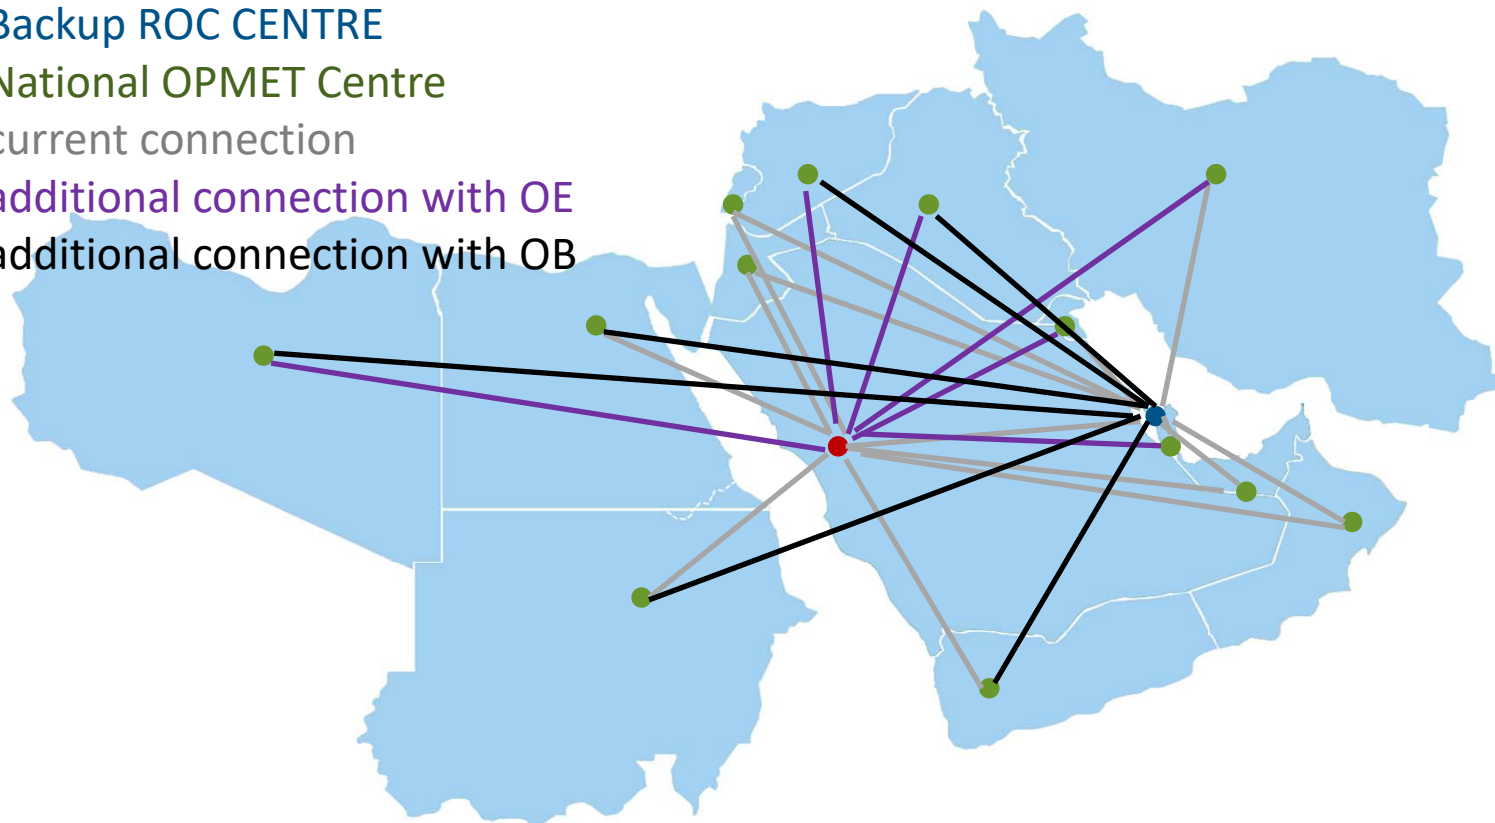 Backup ROC CENTRE
National OPMET Centre
current connection
additional connection with OE
additional connection with OB